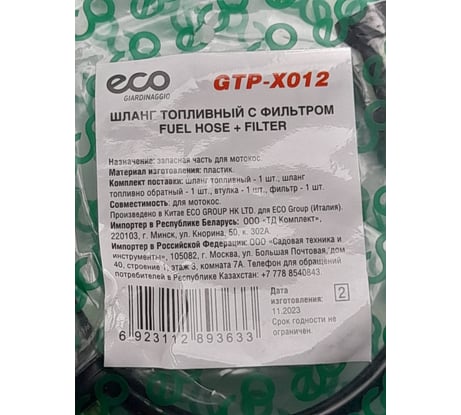 eco
GIARDINAGGIO
GTP-X012
ШЛАНГ ТОПЛИВНЫЙ С ФИЛЬТРОМ
FUEL HOSE + FILTER
Назначение: запасная часть для мотокос.
Материал изготовления: пластик.
Комплект поставки: шланг топливный - 1 шт., шланг
топливо обратный - 1 шт., втулка - 1 шт., фильтр - 1 шт.
Совместимость: для мотокос.
Произведено в Китае ECO GROUP HK LTD. для ECO Group (Италия).
Импортер в Республике Беларусь: ООО «ТД Комплект»,
220103, г. Минск, ул. Кнорина, 50, к. 302А.
Импортер в Российской Федерации: ООО «Садовая техника и
инструменты», 105082, г. Москва, ул. Большая Почтовая, дом
40, строение 1, этаж 3, комната 7А. Телефон для обращений
потребителей в Республике Казахстан: +7 778 8540843.
Дата
изготовления:
11.2023
2
Срок годности не
ограничен.
6 923112 893633